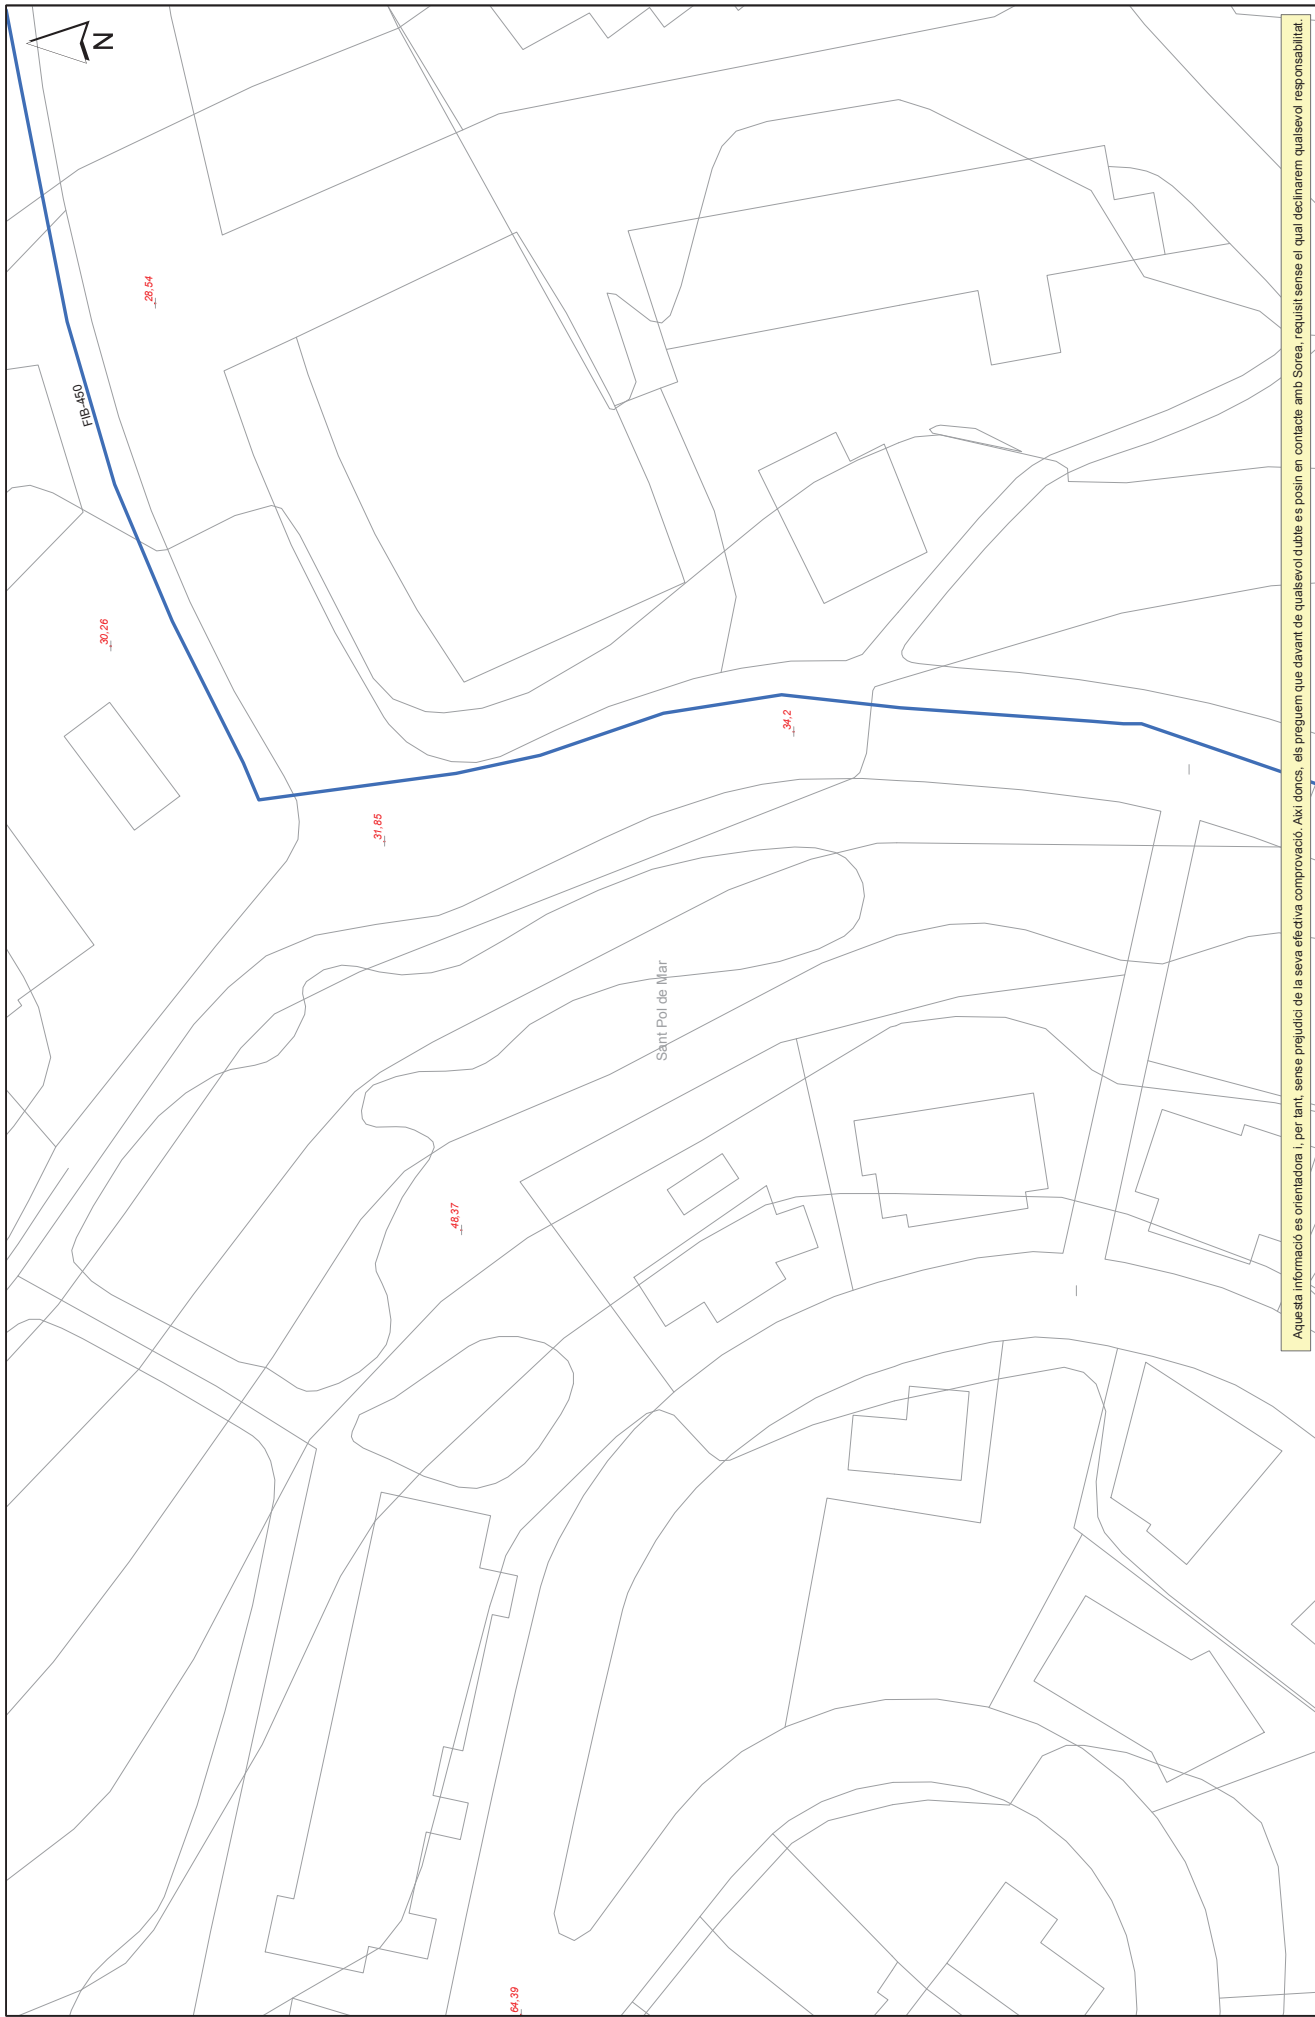 N
28,54
FIB-450
30,26
34,2
31,85
Sant Pol de Mar
48,37
64,39
Aquesta informació es orientadora i, per tant, sense prejudici de la seva efectiva comprovació. Així doncs, els preguem que davant de qualsevol dubte es posin en contacte amb Sorea, requisit sense el qual declinarem qualsevol responsabilitat.